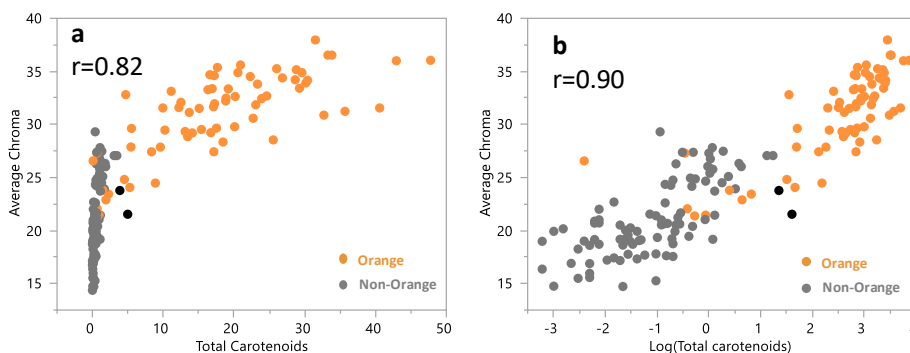 a
r=0.82
40
35
30
25
20
15
Average Chroma
0
10
20
30
40
50
Total Carotenoids
Orange
Non-Orange
b
r=0.90
40
35
30
25
20
15
Average Chroma
-3
-2
-1
0
1
2
3
Loq(Total carotenoids)
Orange
Non-Orange